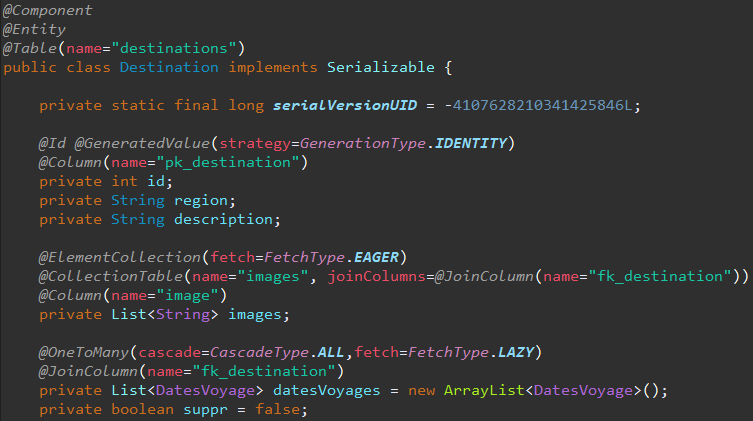 @Component
@Entity
@Table(name="destinations")
public class Destination implements Serializable {
private static final long serialVersionUID = -4107628210341425846L;
@Id @GeneratedValue(strategy=GenerationType.IDENTITY)
@Column(name="pk_destination")
private int id;
private String region;
private String description;
@ElementCollection(fetch=FetchType.EAGER)
@CollectionTable(name="images", joinColumns=@JoinColumn(name="fk_destination"))
@Column(name="image")
private List<String> images;
@OneToMany(cascade=CascadeType.ALL,fetch=FetchType.LAZY)
@JoinColumn(name="fk_destination")
private List<DatesVoyage> datesVoyages = new ArrayList<DatesVoyage>();
private boolean suppr = false;